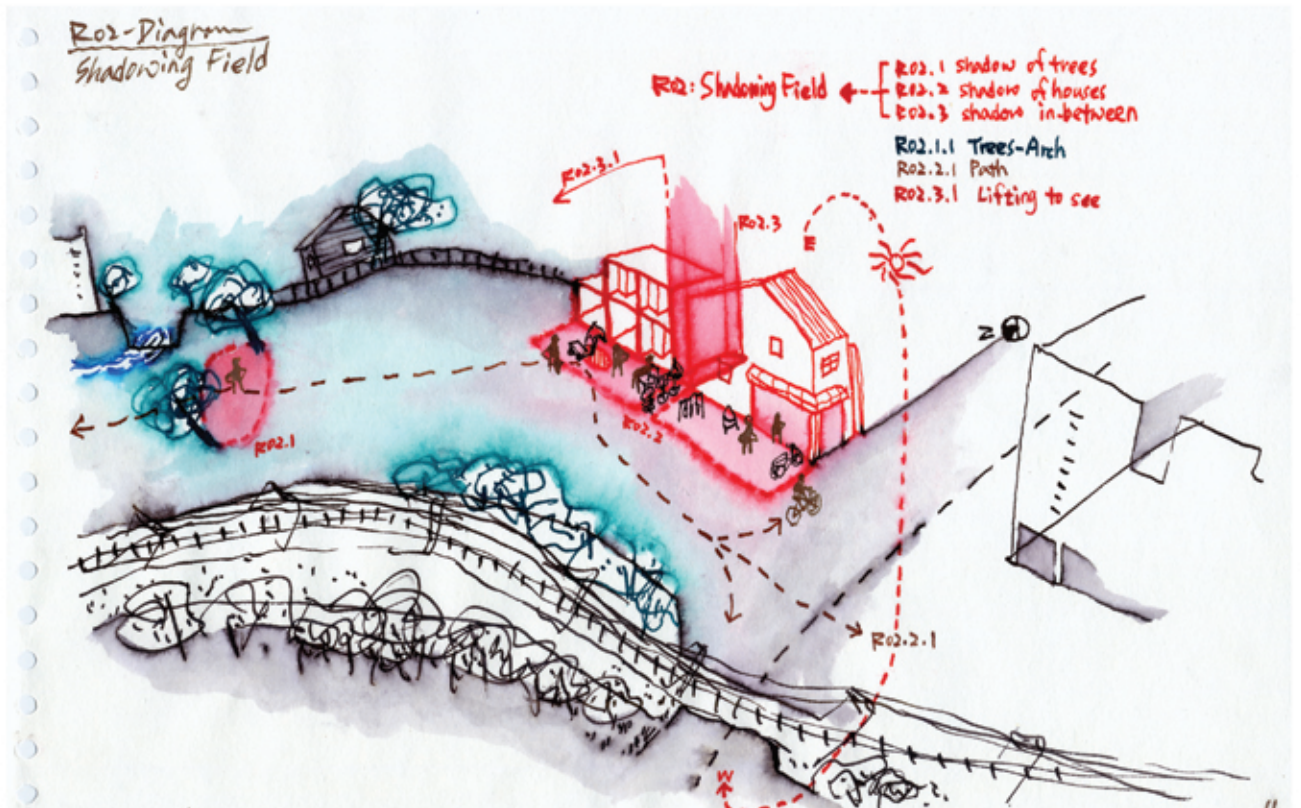 R02-Diagram
Shadowing Field
R02: Shadowing Field
R02.1 shadow of trees
R02.2 shadow of houses
R02.3 shadow in-between
R02.1.1 Trees-Arch
R02.2.1 Path
R02.3.1 Lifting to see
R02.3.1
R02.3
E
N
R02.1
R02.2
R02.2.1
W